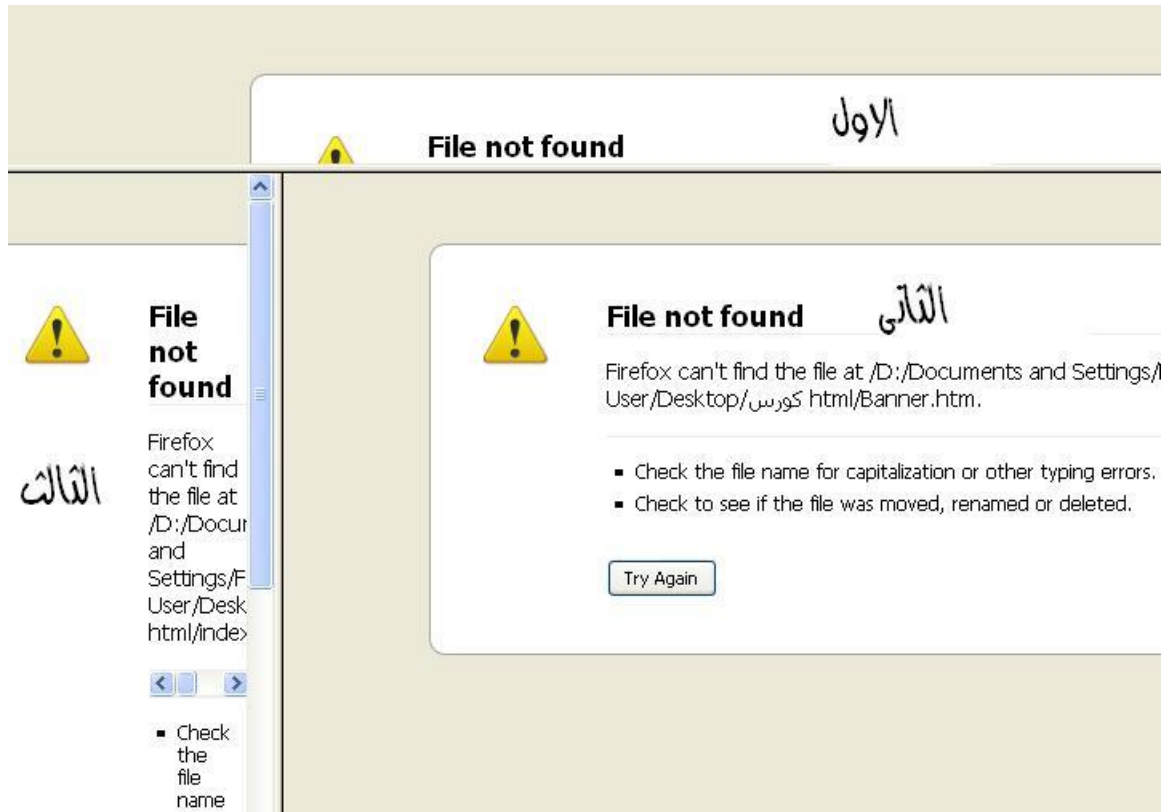 الاول
File not found
File
not
found
Firefox
can't find
the file at
/D:/Docu
and
Settings/F
User/Desk
html/index
الثالث
Check
the
file
name
File not found
الثاني
Firefox can't find the file at /D:/Documents and Settings/
User/Desktop/كورس html/Banner.htm.
Check the file name for capitalization or other typing errors.
Check to see if the file was moved, renamed or deleted.
Try Again